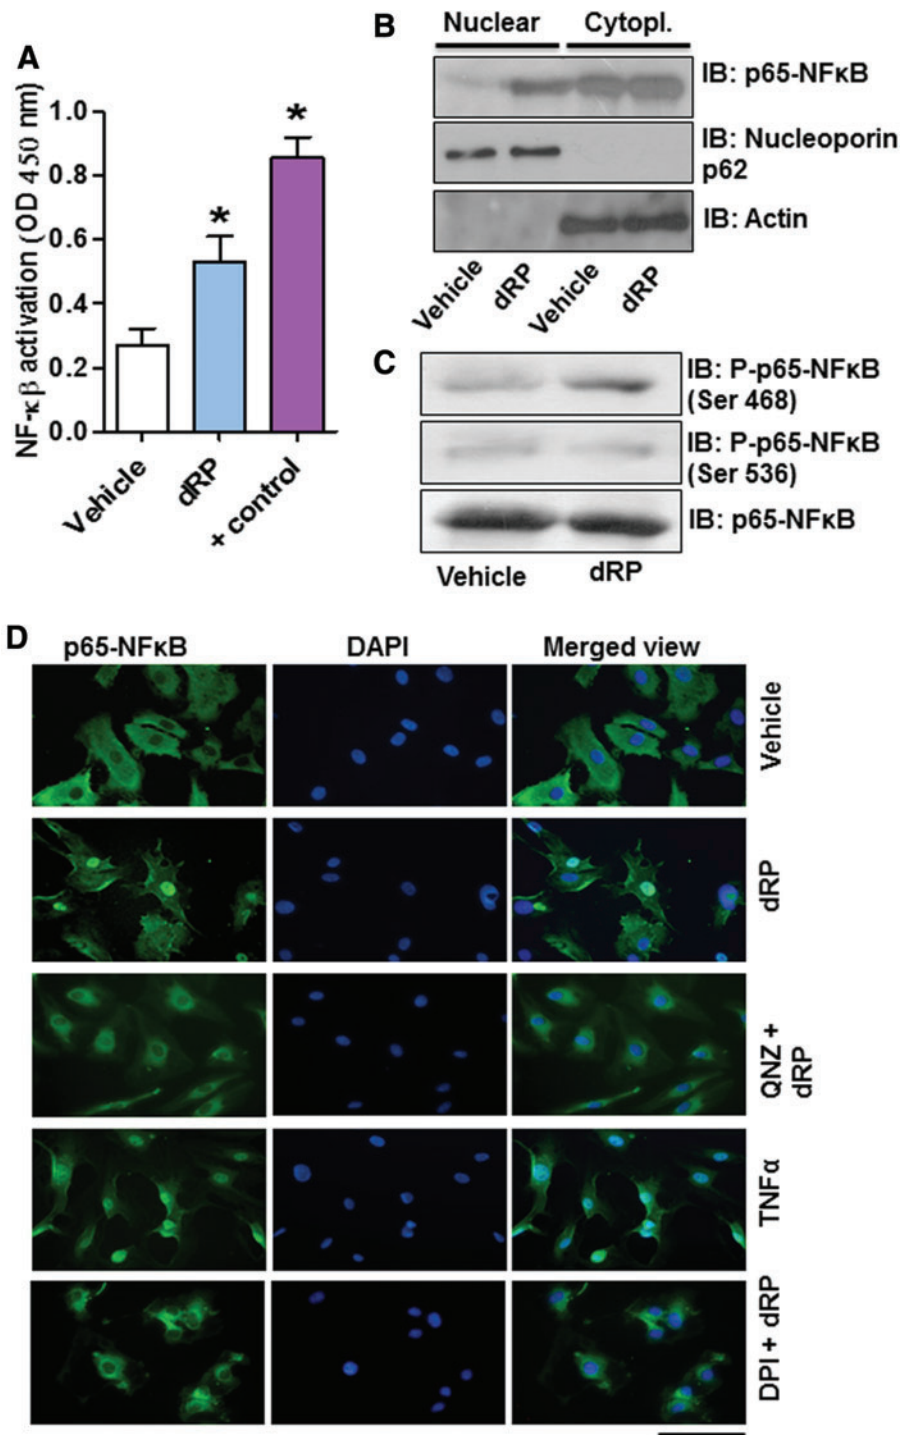 A
NF-κβ activation (OD 450 nm)
1.0
0.8
0.6
0.4
0.2
0.0
*
*
Vehicle
dRP
+ control
B
Nuclear
Cytopl.
IB: p65-NFκB
IB: Nucleoporin
p62
IB: Actin
Vehicle
dRP
Vehicle
dRP
C
IB: P-p65-NFκB
(Ser 468)
IB: P-p65-NFκB
(Ser 536)
IB: p65-NFκB
Vehicle
dRP
D
p65-NFκB
DAPI
Merged view
Vehicle
dRP
QNZ +
dRP
TNFα
DPI + dRP